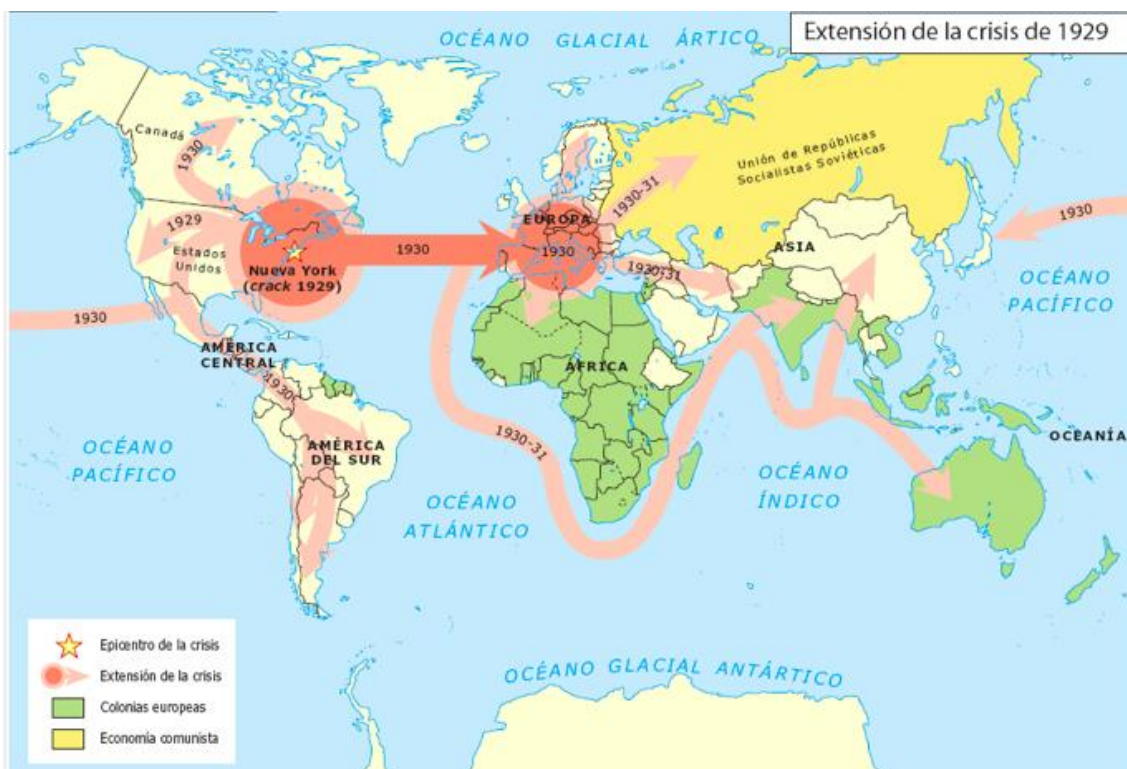 Extensión de la crisis de 1929
OCÉANO GLACIAL ÁRTICO
Canadá
1930
Unión de Repúblicas
Socialistas Soviéticas
1930-31
1929
EUROPA
1930
Estados
Unidos
1930
1930
ASIA
Nueva York
(crack 1929)
1930-31
OCÉANO
PACÍFICO
1930
AMÉRICA
CENTRAL
1930
ÁFRICA
AMÉRICA
DEL SUR
1930-31
OCEANÍA
OCÉANO
PACÍFICO
OCÉANO
ATLÁNTICO
OCÉANO
ÍNDICO
Epicentro de la crisis
Extensión de la crisis
Colonias europeas
Economía comunista
OCÉANO GLACIAL ANTÁRTICO